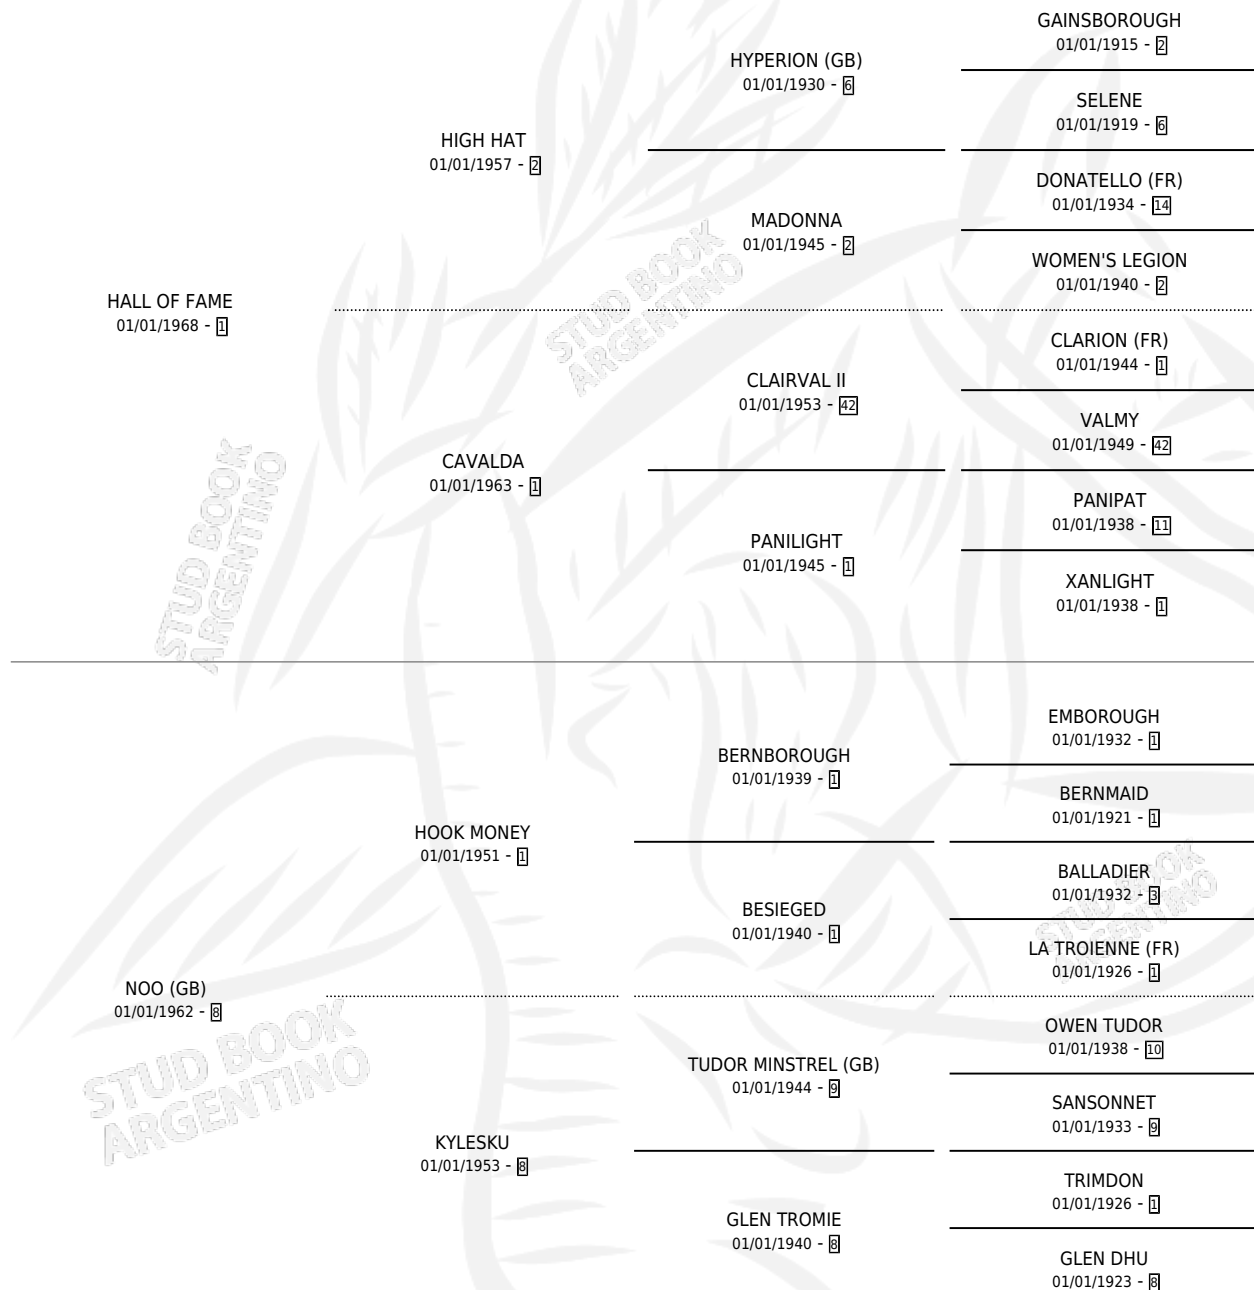 GAINSBOROUGH
01/01/1915 - 2
HYPERION (GB)
01/01/1930 - 6
SELENE
01/01/1919 - 6
HIGH HAT
01/01/1957 - 2
DONATELLO (FR)
01/01/1934 - 14
MADONNA
01/01/1945 - 2
WOMEN'S LEGION
01/01/1940 - 2
HALL OF FAME
01/01/1968 - 1
CLARION (FR)
01/01/1944 - 1
CLAIRVAL II
01/01/1953 - 42
VALMY
01/01/1949 - 42
CAVALDA
01/01/1963 - 1
PANIPAT
01/01/1938 - 11
PANILIGHT
01/01/1945 - 1
XANLIGHT
01/01/1938 - 1
EMBOROUGH
01/01/1932 - 1
BERNBOROUGH
01/01/1939 - 1
BERNMAID
01/01/1921 - 1
HOOK MONEY
01/01/1951 - 1
BALLADIER
01/01/1932 - 3
BESIEGED
01/01/1940 - 1
LA TROIENNE (FR)
01/01/1926 - 1
NOO (GB)
01/01/1962 - 8
OWEN TUDOR
01/01/1938 - 10
TUDOR MINSTREL (GB)
01/01/1944 - 9
SANSONNET
01/01/1933 - 9
KYLESKU
01/01/1953 - 8
TRIMDON
01/01/1926 - 1
GLEN TROMIE
01/01/1940 - 8
GLEN DHU
01/01/1923 - 8
STUD BOOK
ARGENTINO
STUD BOOK
ARGENTINO
STUD BOOK
ARGENTINO
STUD BOOK
ARGENTINO